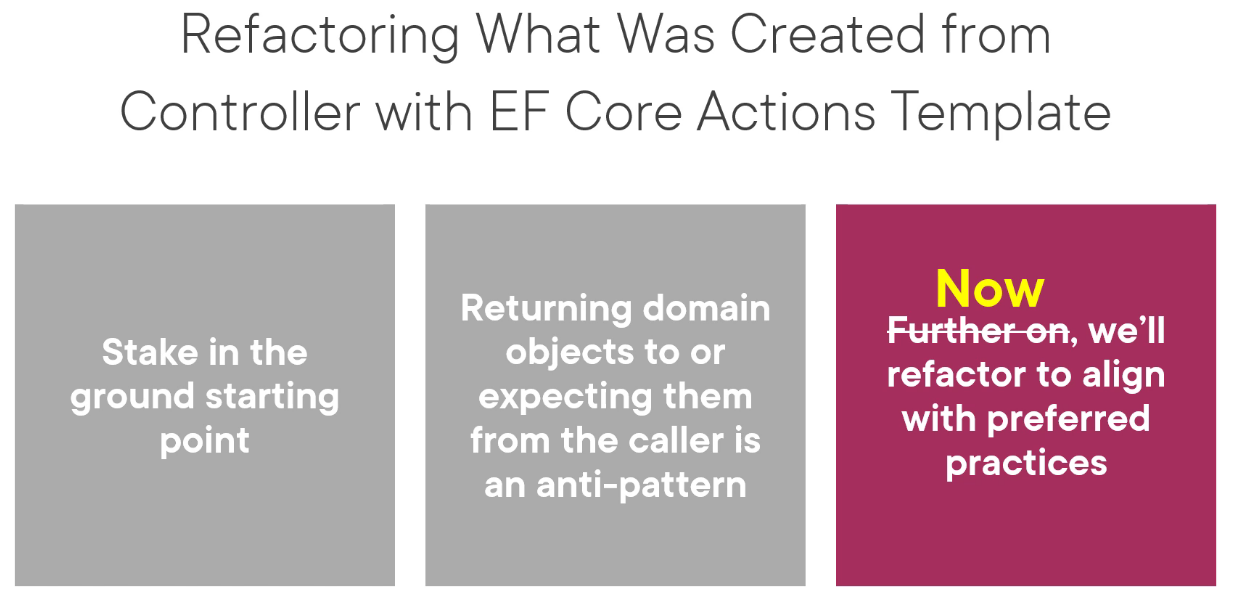 Refactoring What Was Created from
Controller with EF Core Actions Template
Stake in the
ground starting
point
Returning domain
objects to or
expecting them
from the caller is
an anti-pattern
Now
Further on, we’ll
refactor to align
with preferred
practices